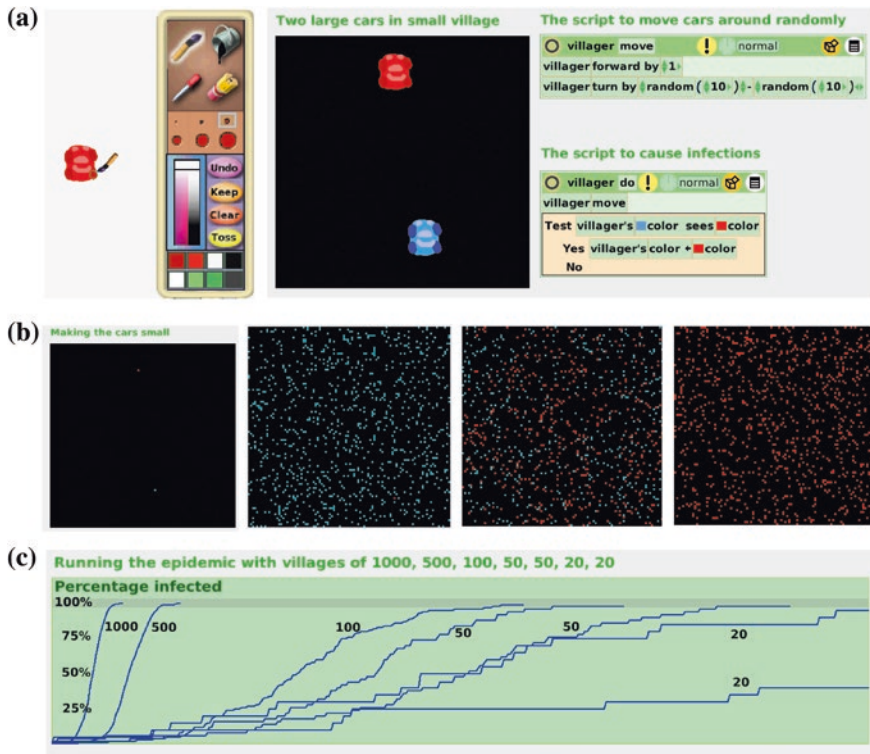 (a)
Two large cars in small village
Undo
Keep
Clear
Toss
The script to move cars around randomly
villager move ! normal
villager forward by 1
villager turn by random ( 10 ) - random ( 10 )
The script to cause infections
villager do ! normal
villager move
Test villager's color sees color
Yes villager's color ← color
No
(b)
Making the cars small
(c)
Running the epidemic with villages of 1000, 500, 100, 50, 50, 20, 20
Percentage infected
100%
75%
50%
25%
1000
500
100
50
50
20
20